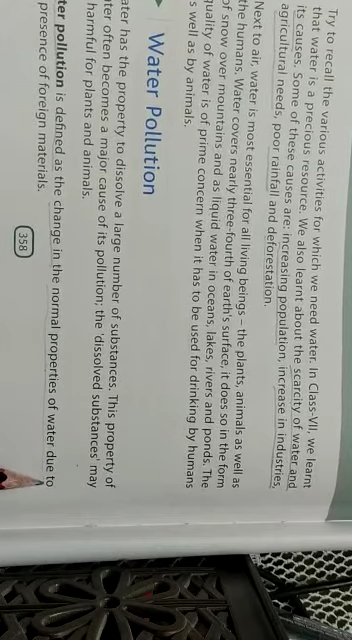 Try to recall the various activities for which we need water. In Class-VII, we learnt
that water is a precious resource. We also learnt about the scarcity of water and
its causes. Some of these causes are: increasing population, increase in industries,
agricultural needs, poor rainfall and deforestation.
Next to air, water is most essential for all living beings – the plants, animals as well as
the humans. Water covers nearly three-fourth of earth's surface, it does so in the form
of snow over mountains and as liquid water in oceans, lakes, rivers and ponds. The
quality of water is of prime concern when it has to be used for drinking by humans
s well as by animals.
Water Pollution
ater has the property to dissolve a large number of substances. This property of
ter often becomes a major cause of its pollution; the 'dissolved substances' may
harmful for plants and animals.
ter pollution is defined as the change in the normal properties of water due to
presence of foreign materials.
358